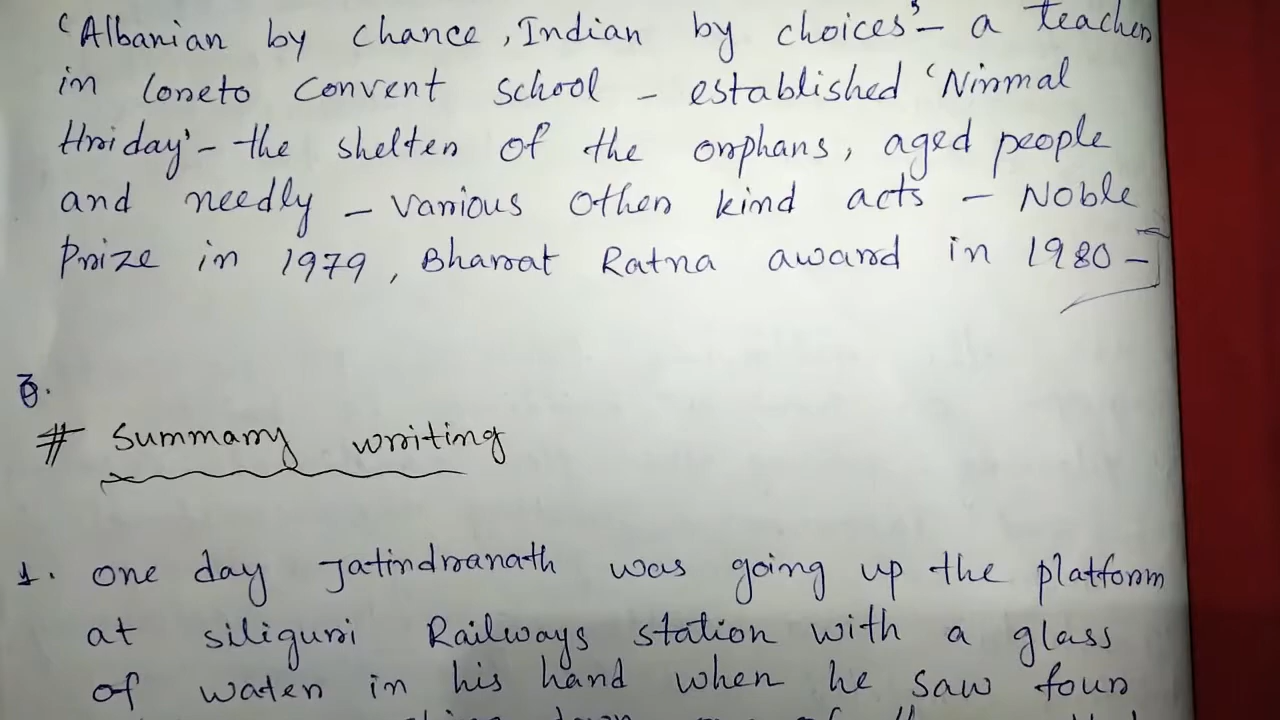 'Albanian by chance, Indian by choices' – a teacher
in Loreto convent school – established 'Nirmal
Hriday' – the shelter of the orphans, aged people
and needly – various other kind acts – Noble
Prize in 1979, Bharat Ratna award in 1980 –]
3.
# Summary writing
1. One day Jatindranath was going up the platform
at siliguri Railways station with a glass
of water in his hand when he saw four